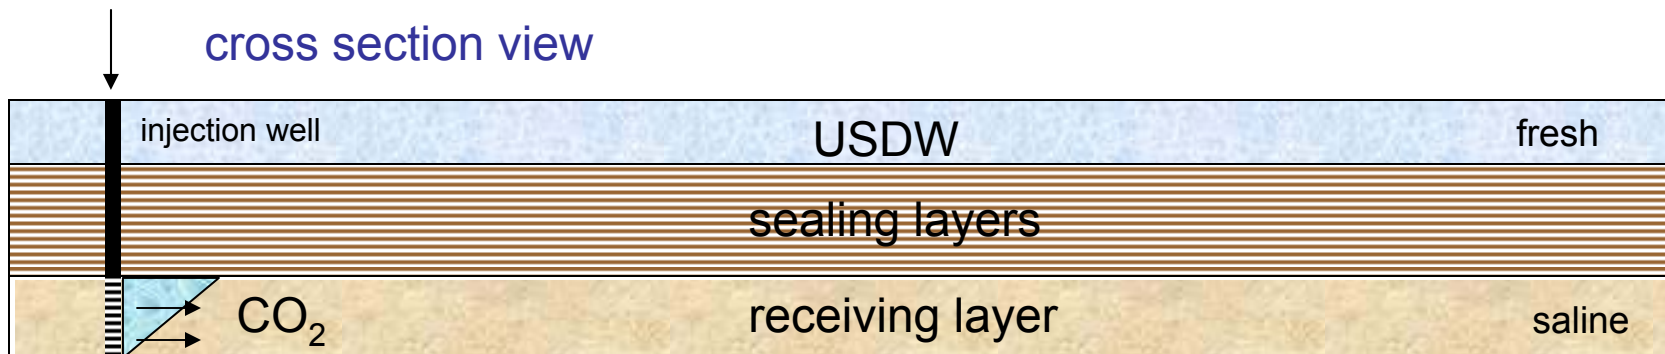 cross section view
injection well
USDW
fresh
sealing layers
CO₂
receiving layer
saline